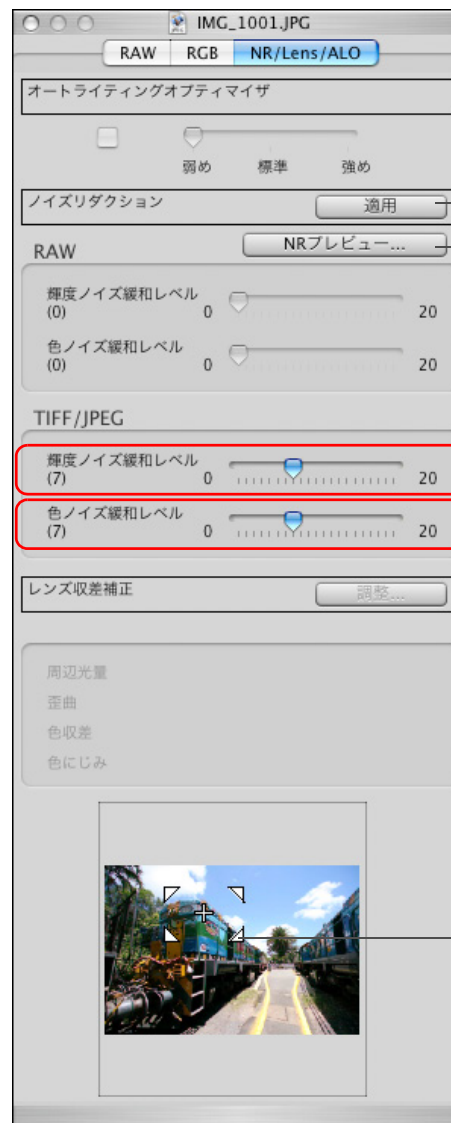 IMG_1001.JPG
RAW RGB NR/Lens/ALO
オートライティングオプティマイザ
弱め 標準 強め
ノイズリダクション 適用
RAW NRプレビュー...
輝度ノイズ緩和レベル
(0) 0 20
色ノイズ緩和レベル
(0) 0 20
TIFF/JPEG
輝度ノイズ緩和レベル
(7) 0 20
色ノイズ緩和レベル
(7) 0 20
レンズ収差補正 調整...
周辺光量
歪曲
色収差
色にじみ